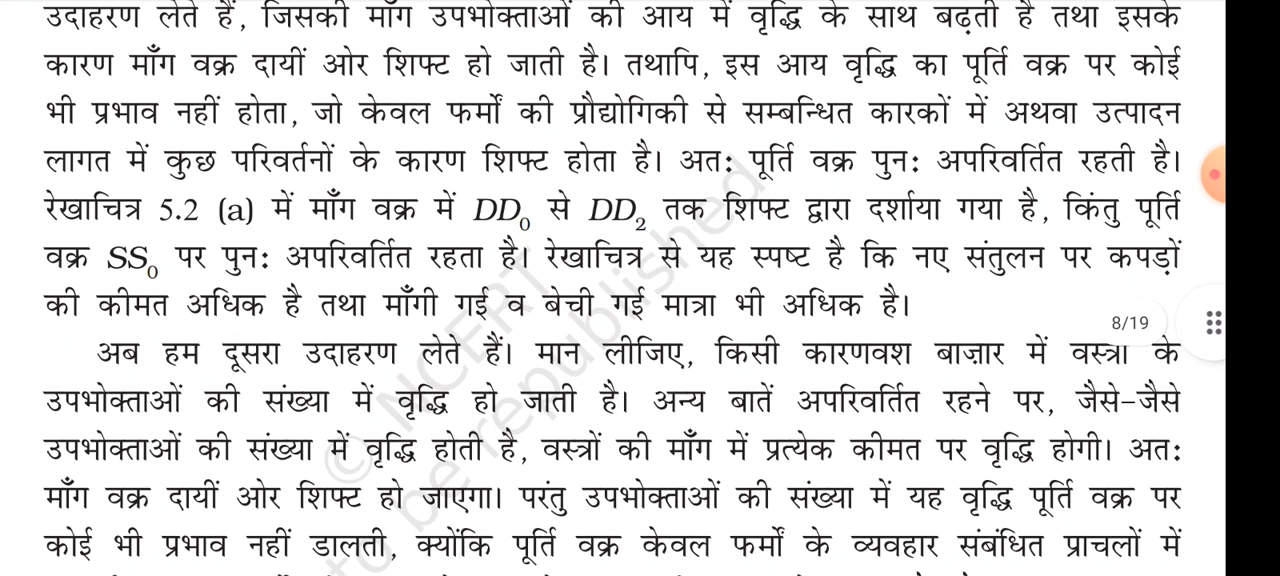 उदाहरण लेते हैं, जिसकी माँग उपभोक्ताओं की आय में वृद्धि के साथ बढ़ती है तथा इसके
कारण माँग वक्र दायीं ओर शिफ्ट हो जाती है। तथापि, इस आय वृद्धि का पूर्ति वक्र पर कोई
भी प्रभाव नहीं होता, जो केवल फर्मों की प्रौद्योगिकी से सम्बन्धित कारकों में अथवा उत्पादन
लागत में कुछ परिवर्तनों के कारण शिफ्ट होता है। अतः पूर्ति वक्र पुनः अपरिवर्तित रहती है।
रेखाचित्र 5.2 (a) में माँग वक्र में DD₀ से DD₂ तक शिफ्ट द्वारा दर्शाया गया है, किंतु पूर्ति
वक्र SS₀ पर पुनः अपरिवर्तित रहता है। रेखाचित्र से यह स्पष्ट है कि नए संतुलन पर कपड़ों
की कीमत अधिक है तथा माँगी गई व बेची गई मात्रा भी अधिक है।
8/19
अब हम दूसरा उदाहरण लेते हैं। मान लीजिए, किसी कारणवश बाज़ार में वस्त्रों के
उपभोक्ताओं की संख्या में वृद्धि हो जाती है। अन्य बातें अपरिवर्तित रहने पर, जैसे-जैसे
उपभोक्ताओं की संख्या में वृद्धि होती है, वस्त्रों की माँग में प्रत्येक कीमत पर वृद्धि होगी। अतः
माँग वक्र दायीं ओर शिफ्ट हो जाएगा। परंतु उपभोक्ताओं की संख्या में यह वृद्धि पूर्ति वक्र पर
कोई भी प्रभाव नहीं डालती, क्योंकि पूर्ति वक्र केवल फर्मों के व्यवहार संबंधित प्राचलों में
© NCERT
be republished